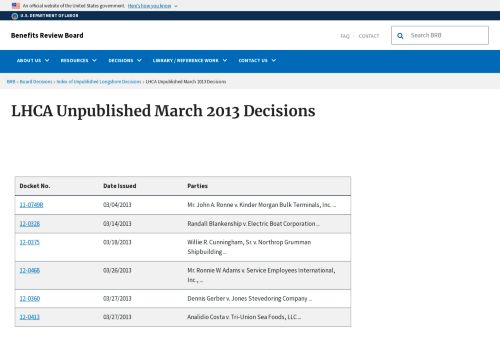 An official website of the United States government. Here's how you know
U.S. DEPARTMENT OF LABOR
Benefits Review Board
FAQ CONTACT
Search BRB
ABOUT US RESOURCES DECISIONS LIBRARY / REFERENCE WORK CONTACT US
BRB › Board Decisions › Index of Unpublished Longshore Decisions › LHCA Unpublished March 2013 Decisions
LHCA Unpublished March 2013 Decisions
Docket No. Date Issued Parties
11-0749R 03/04/2013 Mr. John A. Ronne v. Kinder Morgan Bulk Terminals, Inc. ...
12-0328 03/14/2013 Randall Blankenship v. Electric Boat Corporation ...
12-0375 03/18/2013 Willie R. Cunningham, Sr. v. Northrop Grumman
Shipbuilding ...
12-0468 03/26/2013 Mr. Ronnie W. Adams v. Service Employees International,
Inc., ...
12-0360 03/27/2013 Dennis Gerber v. Jones Stevedoring Company ...
12-0413 03/27/2013 Analidio Costa v. Tri-Union Sea Foods, LLC ...